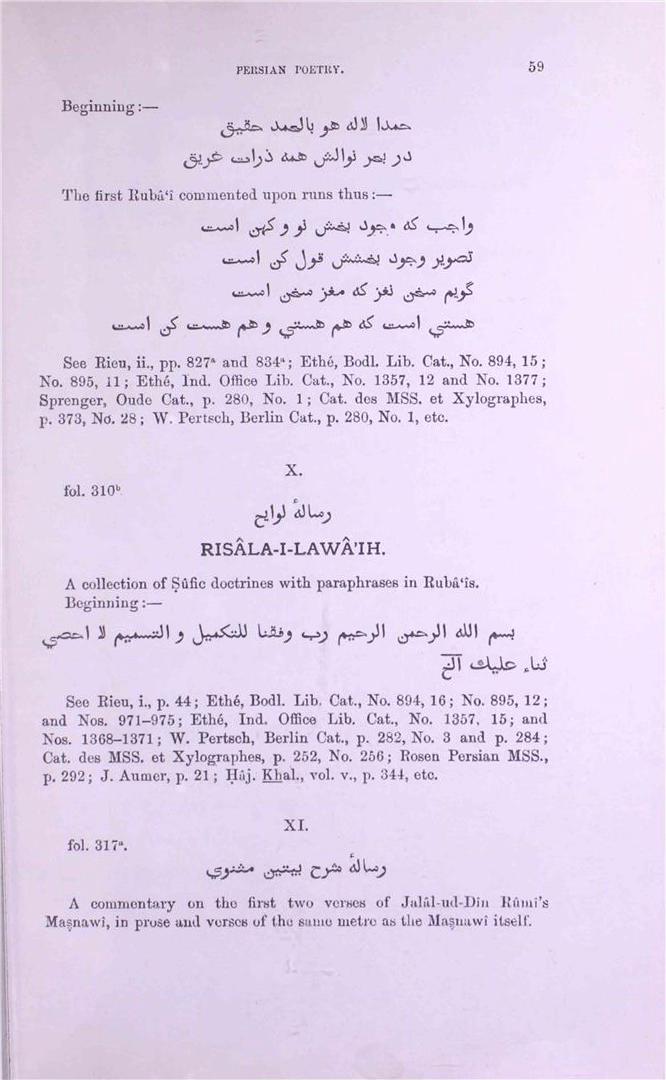 PERSIAN POETRY. 59
Beginning :—
حمدا لاله هو بالحمد حقیق
در بحر نوالش همه ذرات غریق
The first Rubâ‘î commented upon runs thus :—
واجب که وجود بخش نو و کهن است
تصویر وجود بخشش قول کن است
گویم سخن نغز که مغز سخن است
هستي است که هم هستي و هم هست کن است
See Rieu, ii., pp. 827ᵃ and 834ᵃ; Ethé, Bodl. Lib. Cat., No. 894, 15;
No. 895, 11; Ethé, Ind. Office Lib. Cat., No. 1357, 12 and No. 1377;
Sprenger, Oude Cat., p. 280, No. 1; Cat. des MSS. et Xylographes,
p. 373, No. 28; W. Pertsch, Berlin Cat., p. 280, No. 1, etc.
X.
fol. 310ᵇ
رسالهٔ لوایح
RISÂLA-I-LAWÂ’IH.
A collection of Ṣûfic doctrines with paraphrases in Rubâ‘îs.
Beginning :—
بسم الله الرحمن الرحیم رب وفقنا للتکمیل و التسمیم لا احصي
ثناء علیك الخ
See Rieu, i., p. 44; Ethé, Bodl. Lib. Cat., No. 894, 16; No. 895, 12;
and Nos. 971–975; Ethé, Ind. Office Lib. Cat., No. 1357, 15; and
Nos. 1368–1371; W. Pertsch, Berlin Cat., p. 282, No. 3 and p. 284;
Cat. des MSS. et Xylographes, p. 252, No. 256; Rosen Persian MSS.,
p. 292; J. Aumer, p. 21; Ḥâj. Khal., vol. v., p. 344, etc.
XI.
fol. 317ᵃ.
رسالهٔ شرح بیتین مثنوي
A commentary on the first two verses of Jalâl-ud-Dîn Rûmî’s
Maṣnawî, in prose and verses of the same metre as the Maṣnawî itself.